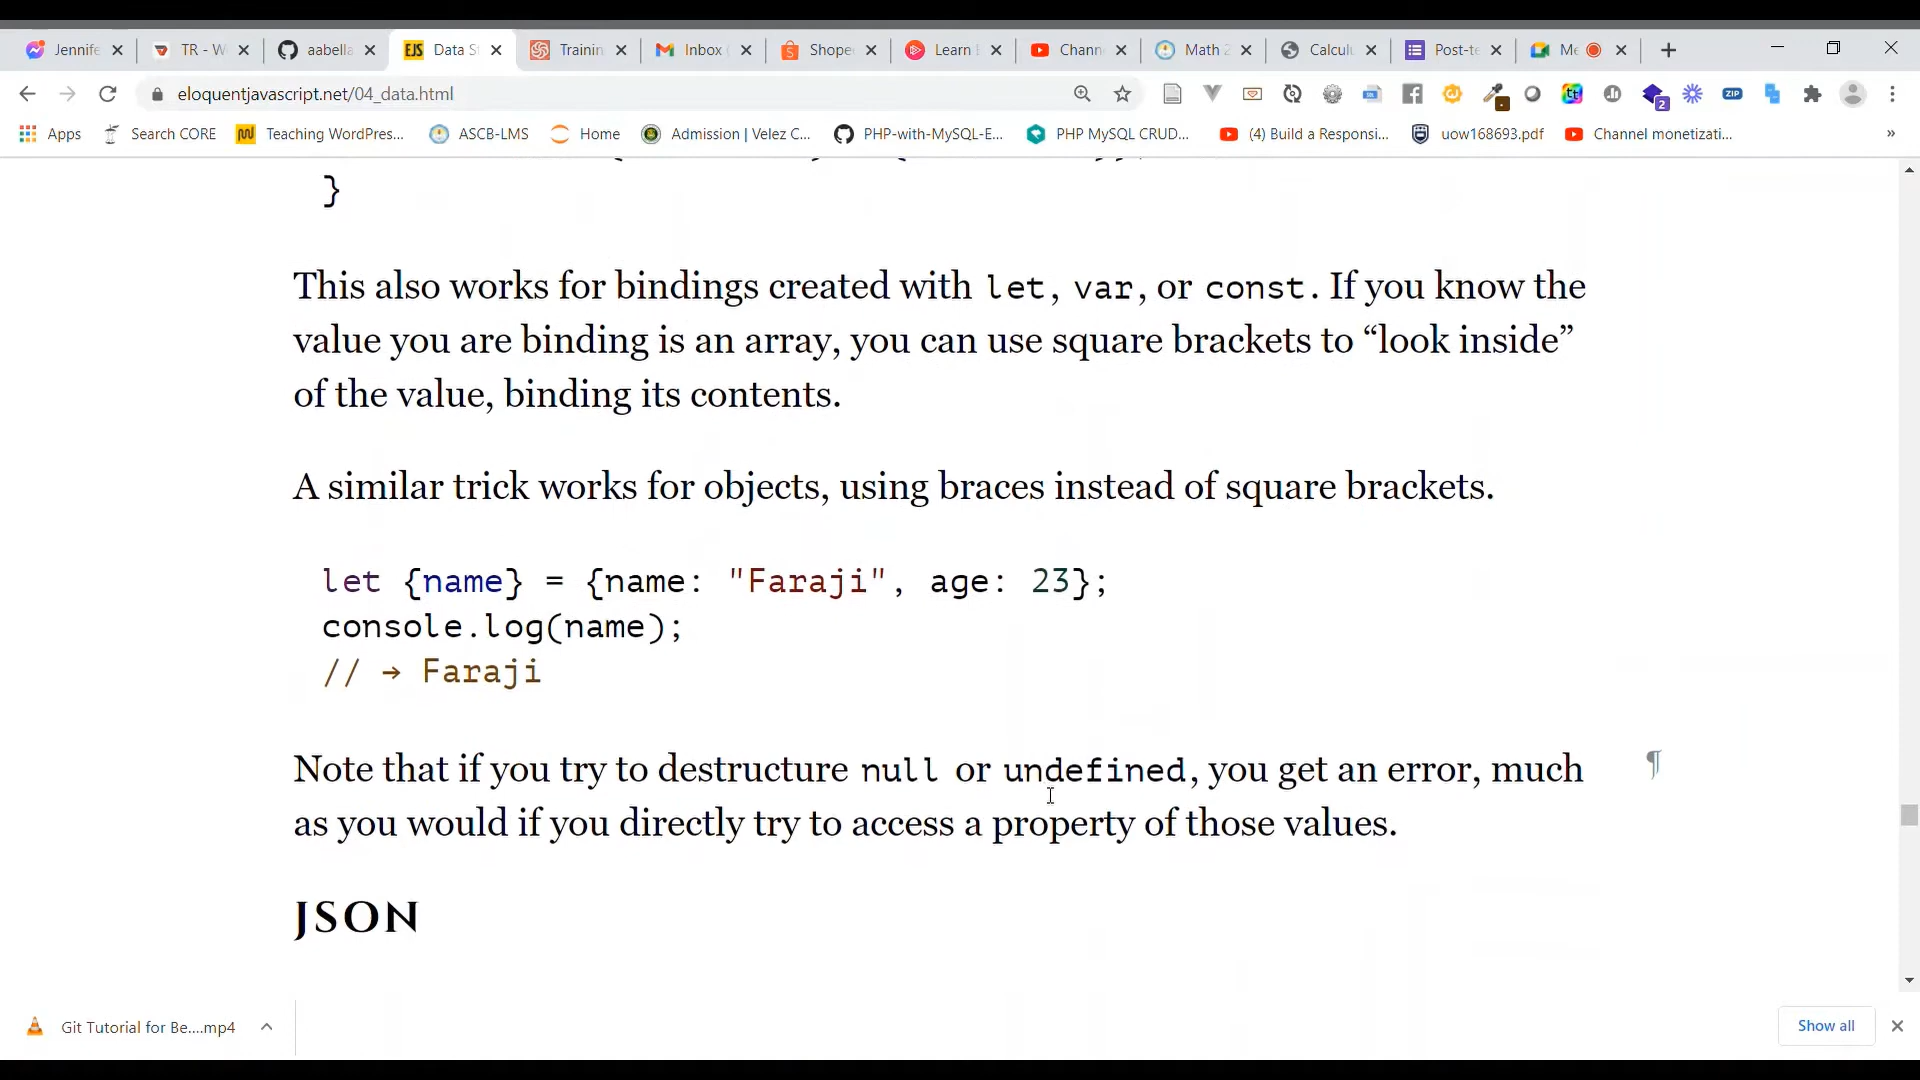 Jennife
TR - W
aabella
EJS
Data S
Trainin
Inbox (
Shope
Learn
Chann
Math 2
Calcul
Post-te
Me
eloquentjavascript.net/04_data.html
2
ZIP
Apps
Search CORE
Teaching WordPres...
ASCB-LMS
Home
Admission | Velez C...
PHP-with-MySQL-E...
PHP MySQL CRUD...
(4) Build a Responsi...
uow168693.pdf
Channel monetizati...
»
}
This also works for bindings created with let, var, or const. If you know the
value you are binding is an array, you can use square brackets to “look inside”
of the value, binding its contents.
A similar trick works for objects, using braces instead of square brackets.
let {name} = {name: "Faraji", age: 23};
console.log(name);
// → Faraji
Note that if you try to destructure null or undefined, you get an error, much
¶
as you would if you directly try to access a property of those values.
JSON
Git Tutorial for Be....mp4
Show all